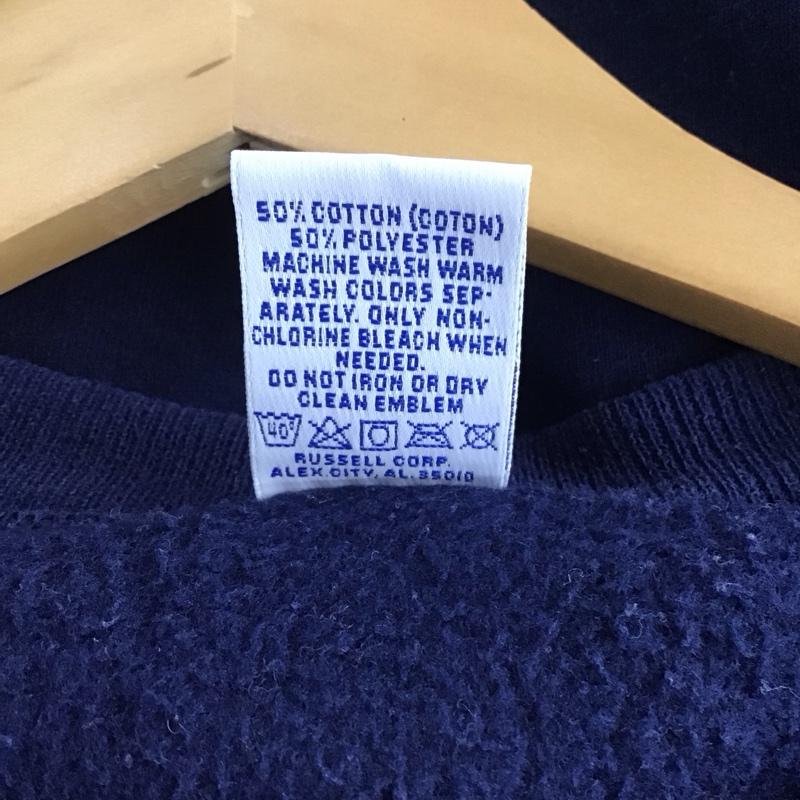 50% COTTON (COTON)
50% POLYESTER
MACHINE WASH WARM
WASH COLORS SEP-
ARATELY. ONLY NON-
CHLORINE BLEACH WHEN
NEEDED.
DO NOT IRON OR DRY
CLEAN EMBLEM
40°
RUSSELL CORP.
ALEX CITY, AL. 35010